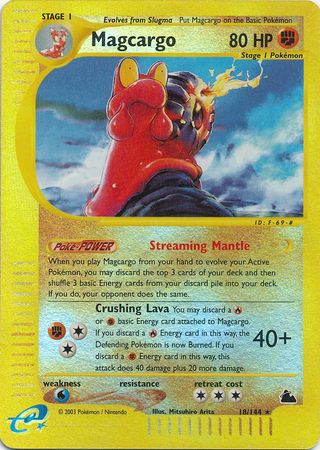 STAGE 1
Evolves from Slugma
Put Magcargo on the Basic Pokémon
Magcargo
80 HP
Stage 1 Pokémon
ID: F-69-#
Poké-POWER
Streaming Mantle
When you play Magcargo from your hand to evolve your Active
Pokémon, you may discard the top 3 cards of your deck and then
shuffle 3 basic Energy cards from your discard pile into your deck.
If you do, your opponent does the same.
Crushing Lava You may discard a
or basic Energy card attached to Magcargo.
If you discard a Energy card in this way, the
Defending Pokémon is now Burned. If you
discard a Energy card in this way, this
attack does 40 damage plus 20 more damage.
40+
weakness
resistance
retreat cost
e
© 2003 Pokémon / Nintendo
Illus. Mitsuhiro Arita
18/144 ★